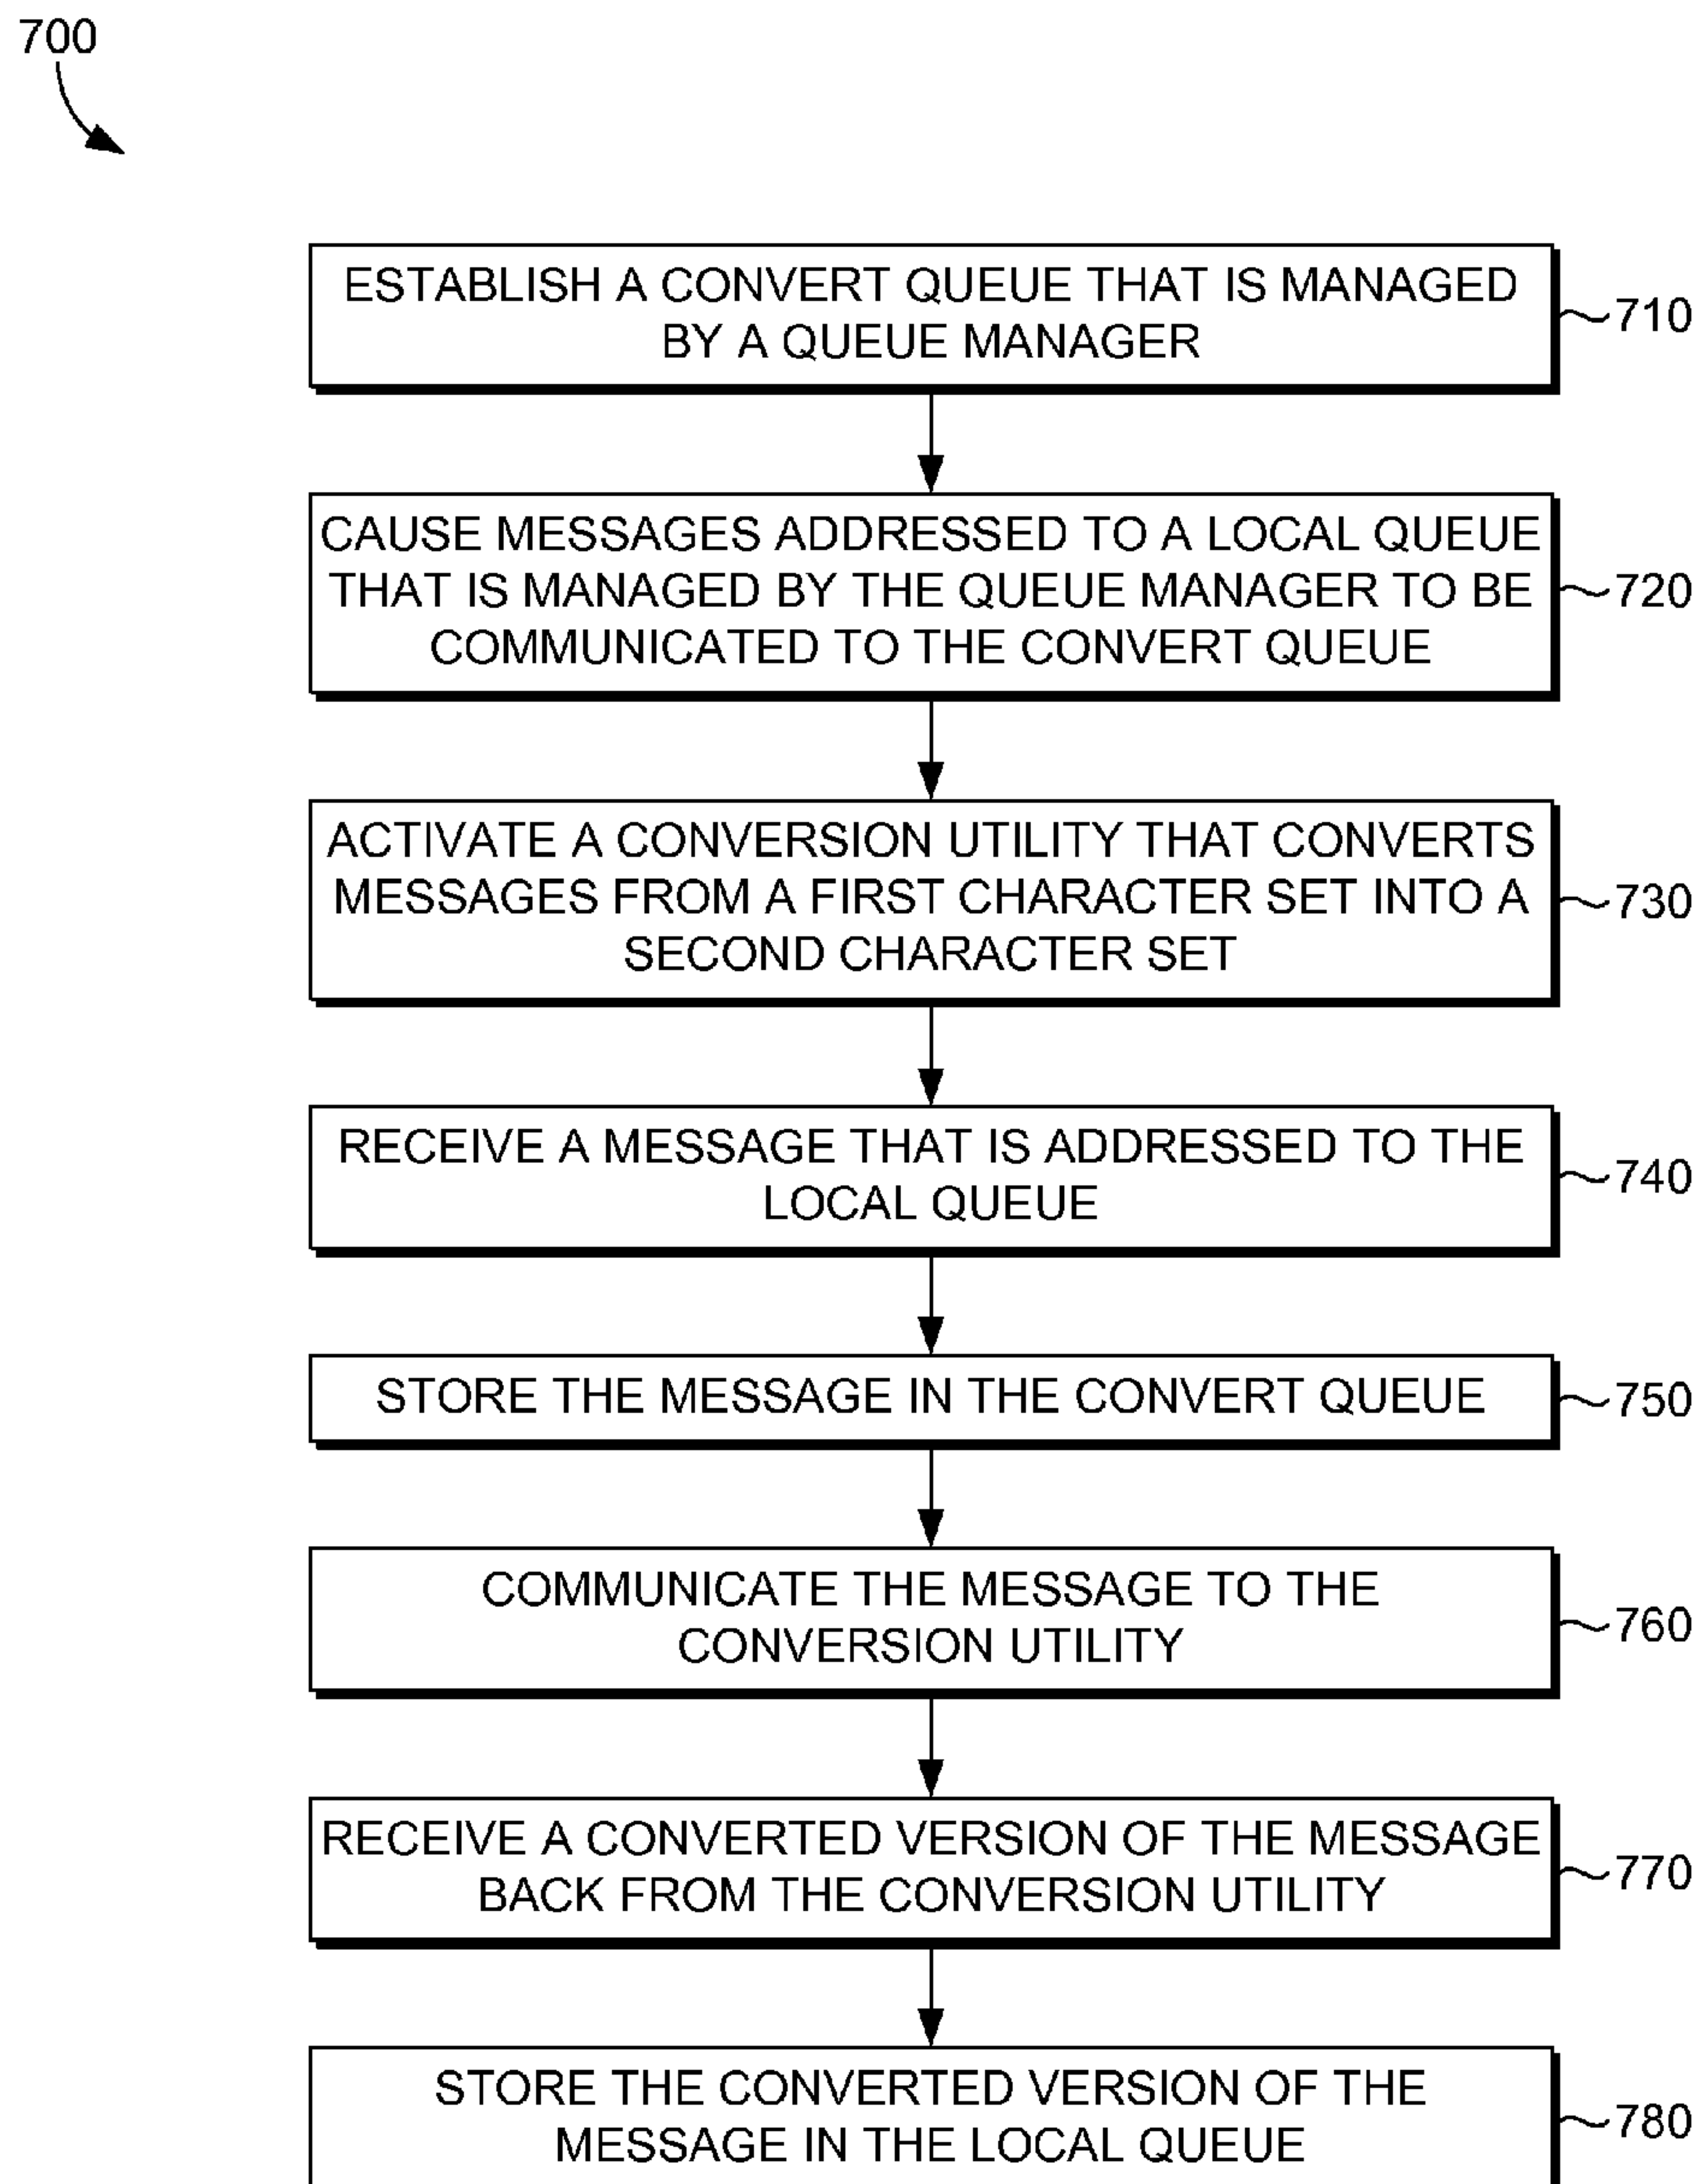 700
ESTABLISH A CONVERT QUEUE THAT IS MANAGED
BY A QUEUE MANAGER
710
CAUSE MESSAGES ADDRESSED TO A LOCAL QUEUE
THAT IS MANAGED BY THE QUEUE MANAGER TO BE
COMMUNICATED TO THE CONVERT QUEUE
720
ACTIVATE A CONVERSION UTILITY THAT CONVERTS
MESSAGES FROM A FIRST CHARACTER SET INTO A
SECOND CHARACTER SET
730
RECEIVE A MESSAGE THAT IS ADDRESSED TO THE
LOCAL QUEUE
740
STORE THE MESSAGE IN THE CONVERT QUEUE
750
COMMUNICATE THE MESSAGE TO THE
CONVERSION UTILITY
760
RECEIVE A CONVERTED VERSION OF THE MESSAGE
BACK FROM THE CONVERSION UTILITY
770
STORE THE CONVERTED VERSION OF THE
MESSAGE IN THE LOCAL QUEUE
780